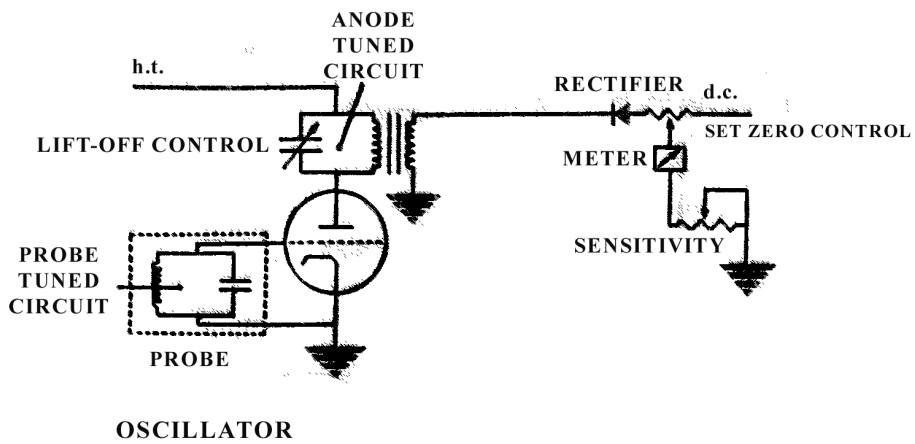 ANODE
TUNED
CIRCUIT
h.t.
RECTIFIER
d.c.
LIFT-OFF CONTROL
SET ZERO CONTROL
METER
SENSITIVITY
PROBE
TUNED
CIRCUIT
PROBE
OSCILLATOR